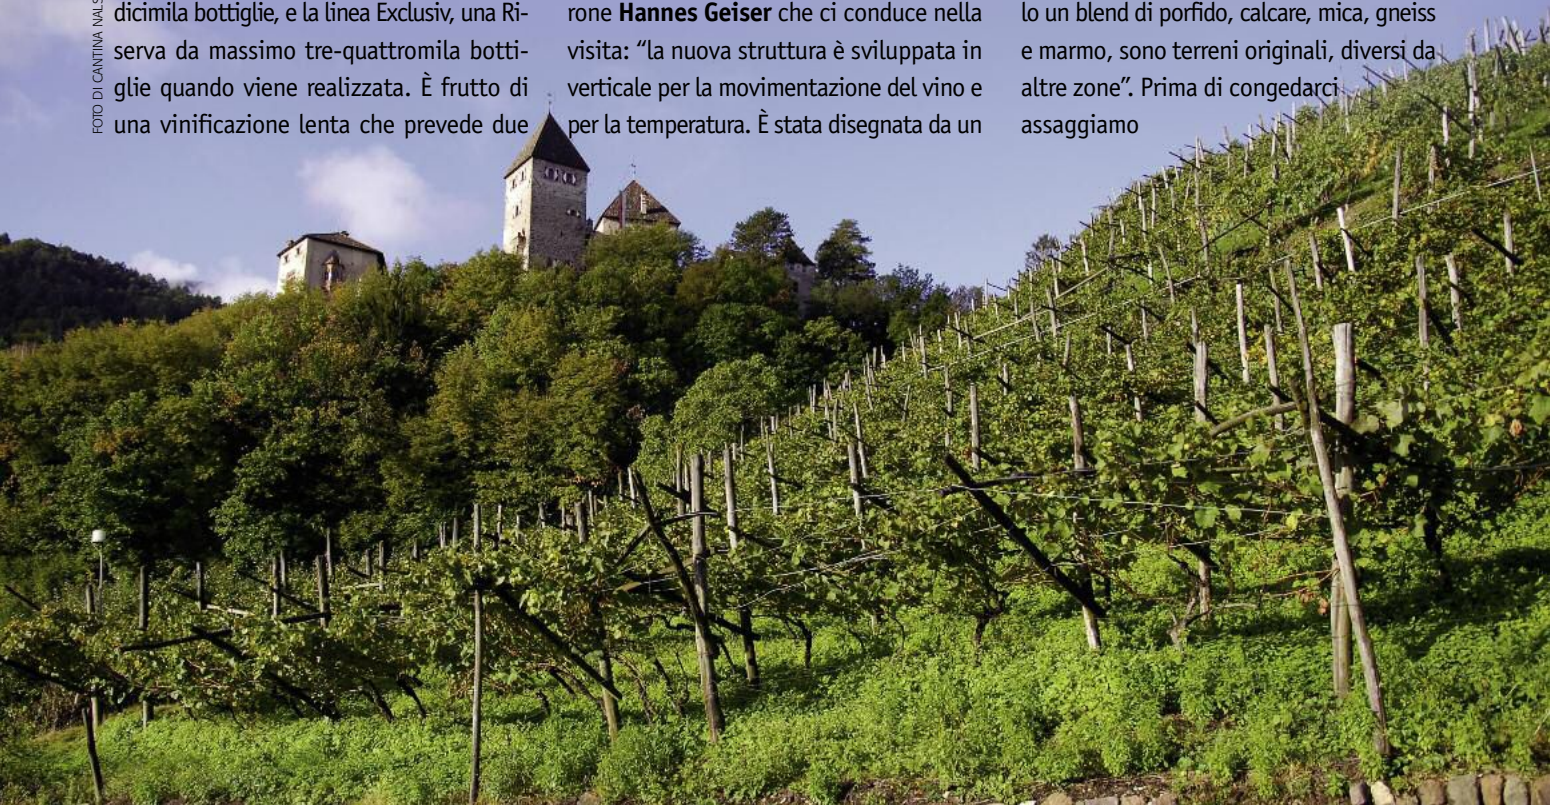 dicimila bottiglie, e la linea Exclusiv, una Ri-
serva da massimo tre-quattromila botti-
glie quando viene realizzata. È frutto di
una vinificazione lenta che prevede due
rone Hannes Geiser che ci conduce nella
visita: “la nuova struttura è sviluppata in
verticale per la movimentazione del vino e
per la temperatura. È stata disegnata da un
lo un blend di porfido, calcare, mica, gneiss
e marmo, sono terreni originali, diversi da
altre zone”. Prima di congedarci
assaggiamo
FOTO DI CANTINA NALS